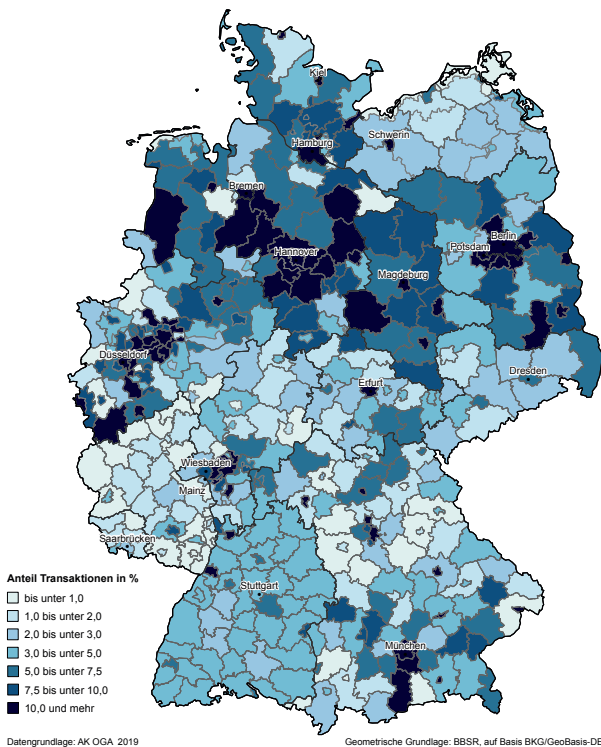 Kiel
Schwerin
Hamburg
Bremen
Berlin
Hannover
Potsdam
Magdeburg
Düsseldorf
Erfurt
Dresden
Wiesbaden
Mainz
Saarbrücken
Stuttgart
München
Anteil Transaktionen in %
bis unter 1,0
1,0 bis unter 2,0
2,0 bis unter 3,0
3,0 bis unter 5,0
5,0 bis unter 7,5
7,5 bis unter 10,0
10,0 und mehr
Datengrundlage: AK OGA 2019
Geometrische Grundlage: BBSR, auf Basis BKG/GeoBasis-DE